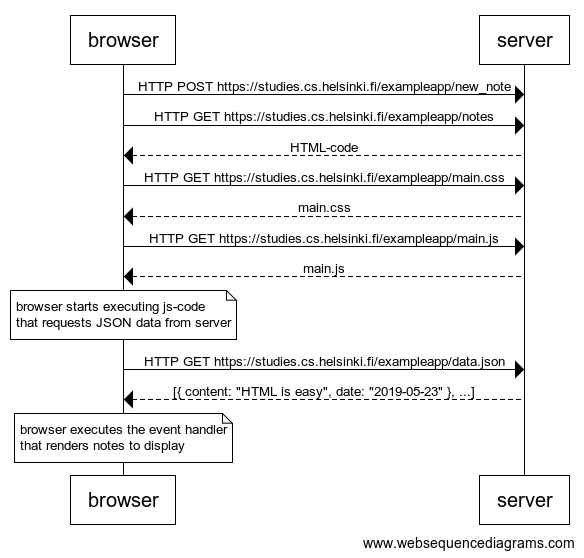 browser
server
HTTP POST https://studies.cs.helsinki.fi/exampleapp/new_note
HTTP GET https://studies.cs.helsinki.fi/exampleapp/notes
HTML-code
HTTP GET https://studies.cs.helsinki.fi/exampleapp/main.css
main.css
HTTP GET https://studies.cs.helsinki.fi/exampleapp/main.js
main.js
browser starts executing js-code
that requests JSON data from server
HTTP GET https://studies.cs.helsinki.fi/exampleapp/data.json
[{ content: "HTML is easy", date: "2019-05-23" }, ...]
browser executes the event handler
that renders notes to display
browser
server
www.websequencediagrams.com